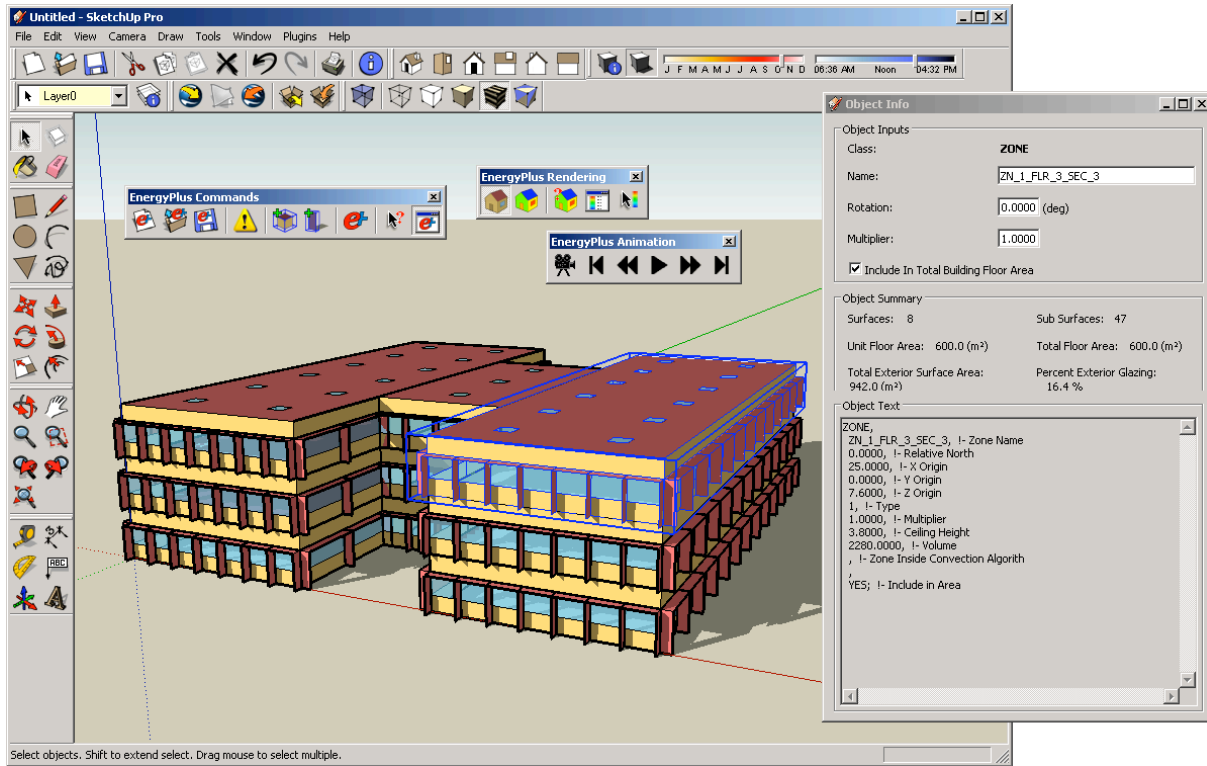 Untitled - SketchUp Pro
File Edit View Camera Draw Tools Window Plugins Help
J F M A M J J A S O N D 06:36 AM Noon 04:32 PM
Layer0
Object Info
Object Inputs
Class: ZONE
Name: ZN_1_FLR_3_SEC_3
Rotation: 0.0000 (deg)
Multiplier: 1.0000
Include In Total Building Floor Area
Object Summary
Surfaces: 8 Sub Surfaces: 47
Unit Floor Area: 600.0 (m²) Total Floor Area: 600.0 (m²)
Total Exterior Surface Area: Percent Exterior Glazing:
942.0 (m²) 16.4 %
Object Text
ZONE,
ZN_1_FLR_3_SEC_3, !- Zone Name
0.0000, !- Relative North
25.0000, !- X Origin
0.0000, !- Y Origin
7.6000, !- Z Origin
1, !- Type
1.0000, !- Multiplier
3.8000, !- Ceiling Height
2280.0000, !- Volume
, !- Zone Inside Convection Algorith
,
YES; !- Include in Area
EnergyPlus Commands
EnergyPlus Rendering
EnergyPlus Animation
ABC
Select objects. Shift to extend select. Drag mouse to select multiple.